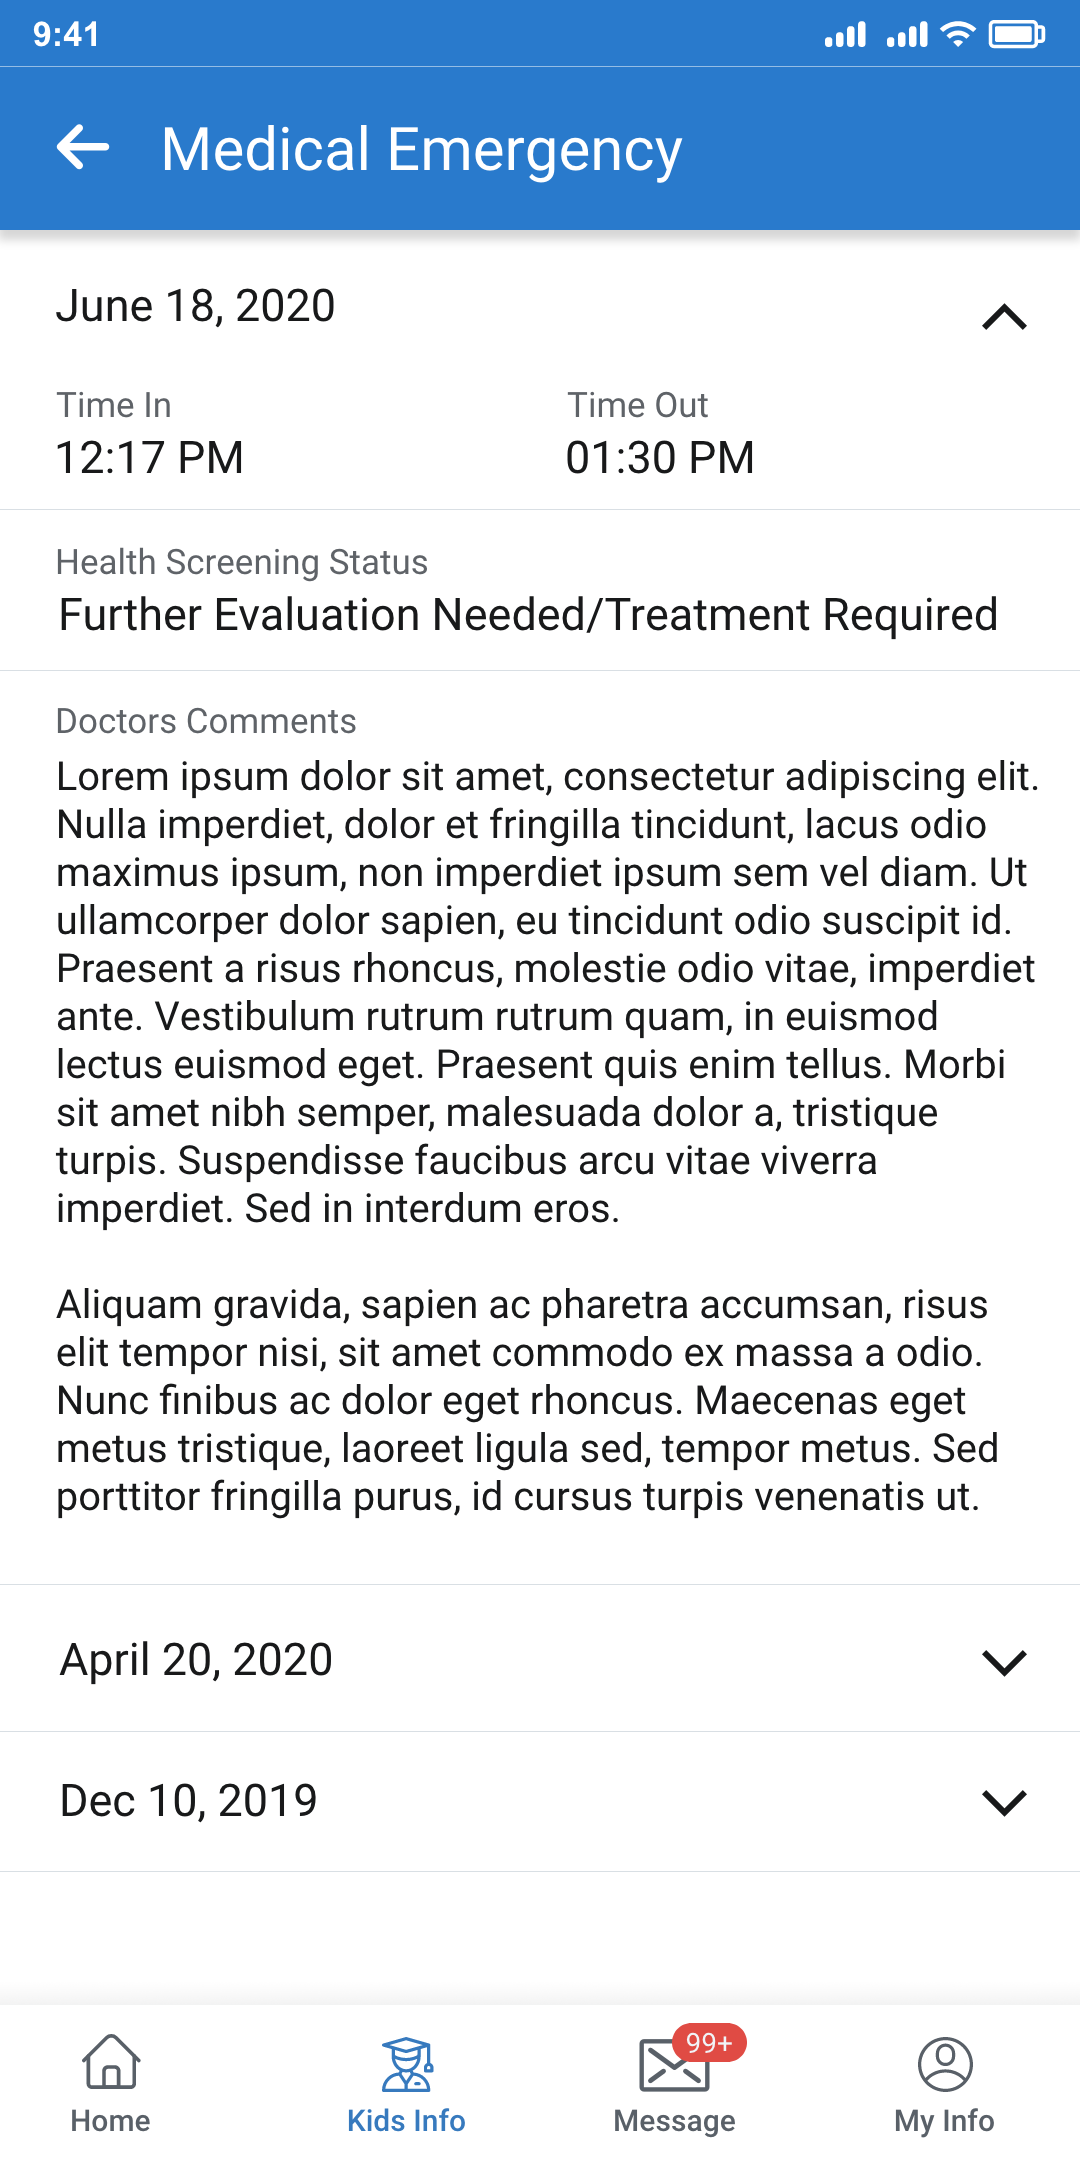 9:41
Medical Emergency
June 18, 2020
Time In
Time Out
12:17 PM
01:30 PM
Health Screening Status
Further Evaluation Needed/Treatment Required
Doctors Comments
Lorem ipsum dolor sit amet, consectetur adipiscing elit.
Nulla imperdiet, dolor et fringilla tincidunt, lacus odio
maximus ipsum, non imperdiet ipsum sem vel diam. Ut
ullamcorper dolor sapien, eu tincidunt odio suscipit id.
Praesent a risus rhoncus, molestie odio vitae, imperdiet
ante. Vestibulum rutrum rutrum quam, in euismod
lectus euismod eget. Praesent quis enim tellus. Morbi
sit amet nibh semper, malesuada dolor a, tristique
turpis. Suspendisse faucibus arcu vitae viverra
imperdiet. Sed in interdum eros.
Aliquam gravida, sapien ac pharetra accumsan, risus
elit tempor nisi, sit amet commodo ex massa a odio.
Nunc finibus ac dolor eget rhoncus. Maecenas eget
metus tristique, laoreet ligula sed, tempor metus. Sed
porttitor fringilla purus, id cursus turpis venenatis ut.
April 20, 2020
Dec 10, 2019
99+
Home
Kids Info
Message
My Info